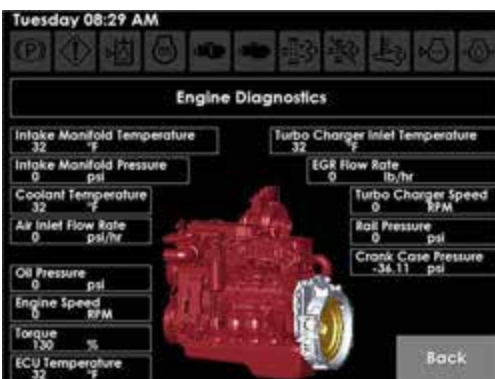 Tuesday 08:29 AM
(P)
Engine Diagnostics
Intake Manifold Temperature
32 °F
Turbo Charger Inlet Temperature
32 °F
Intake Manifold Pressure
0 psi
EGR Flow Rate
0 lb/hr
Coolant Temperature
32 °F
Turbo Charger Speed
0 RPM
Air Inlet Flow Rate
0 psi/hr
Rail Pressure
0 psi
Crank Case Pressure
-36.11 psi
Oil Pressure
0 psi
Engine Speed
0 RPM
Torque
130 %
ECU Temperature
32 °F
Back